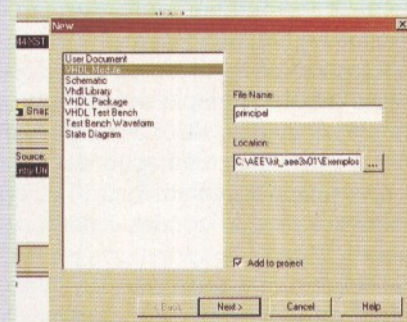 New
User Document
VHDL Module
Schematic
Vhdl Library
VHDL Package
VHDL Test Bench
Test Bench Waveform
State Diagram
File Name:
principal
Location:
C:\AEE\kit_aee3x01\Exemplos
...
Add to project
< Back
Next >
Cancel
Help
Snap
Source: